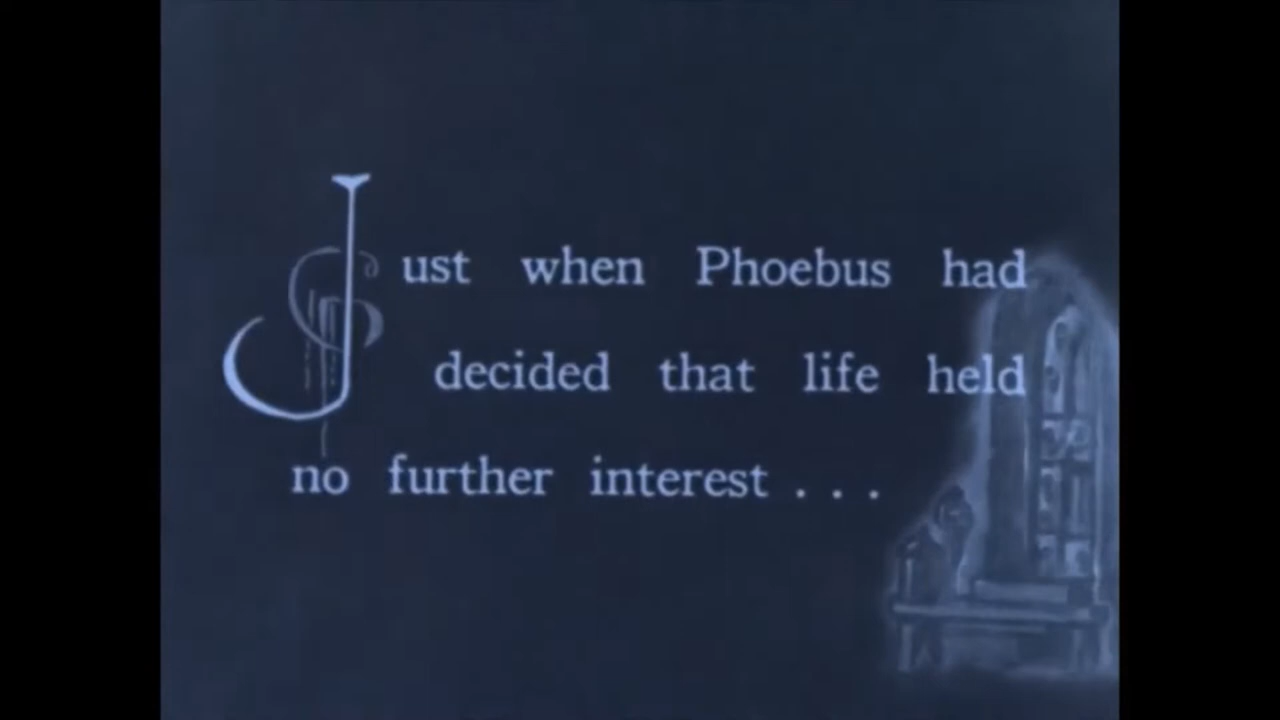 Just when Phoebus had
decided that life held
no further interest . . .